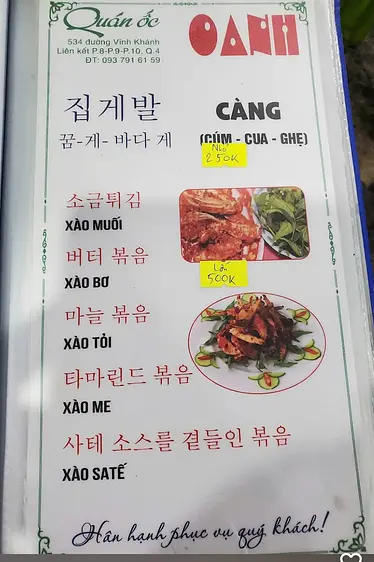 Quán ốc
OANH
534 đường Vĩnh Khánh
Liên kết P.8-P.9-P.10, Q.4
ĐT: 093 791 61 59
집게발
CÀNG
꿈-게- 바다 게
(CÚM - CUA - GHẸ)
Nhỏ
250K
소금튀김
XÀO MUỐI
버터 볶음
XÀO BƠ
Lớn
500K
마늘 볶음
XÀO TỎI
타마린드 볶음
XÀO ME
사테 소스를 곁들인 볶음
XÀO SATẾ
Hân hạnh phục vụ quý khách!